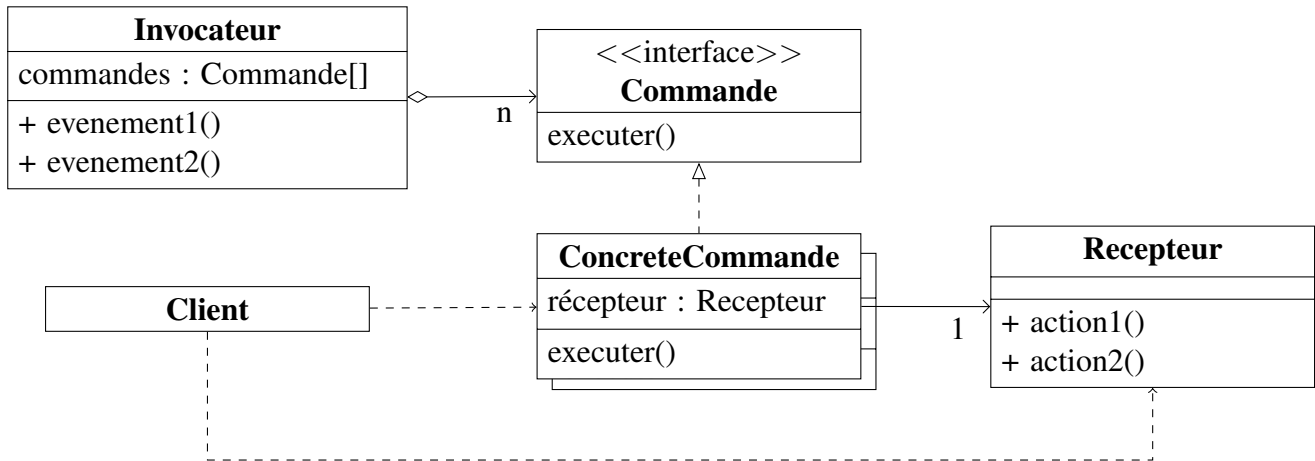 Invocateur
commandes : Commande[]
+ evenement1()
+ evenement2()
n
<<interface>>
Commande
executer()
ConcreteCommande
récepteur : Recepteur
executer()
1
Recepteur
+ action1()
+ action2()
Client